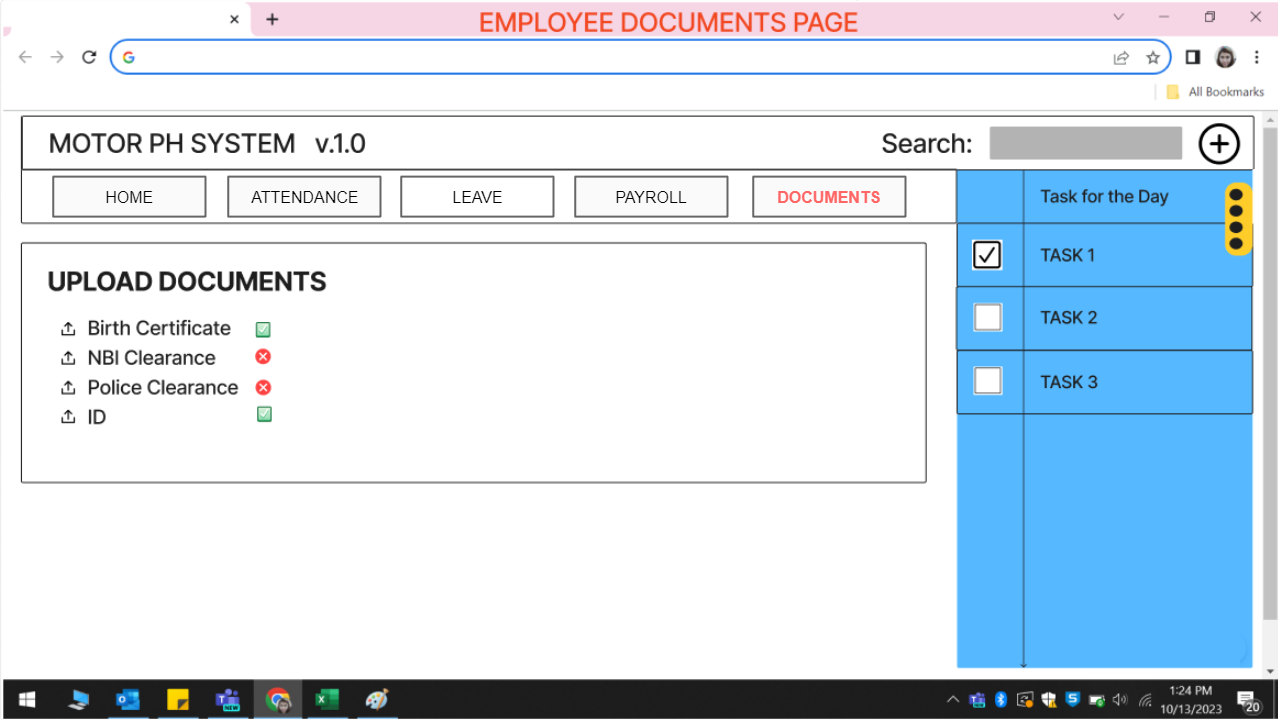 EMPLOYEE DOCUMENTS PAGE
All Bookmarks
MOTOR PH SYSTEM v.1.0
Search:
HOME
ATTENDANCE
LEAVE
PAYROLL
DOCUMENTS
Task for the Day
TASK 1
TASK 2
TASK 3
UPLOAD DOCUMENTS
Birth Certificate
NBI Clearance
Police Clearance
ID
NEW
1:24 PM
10/13/2023
20